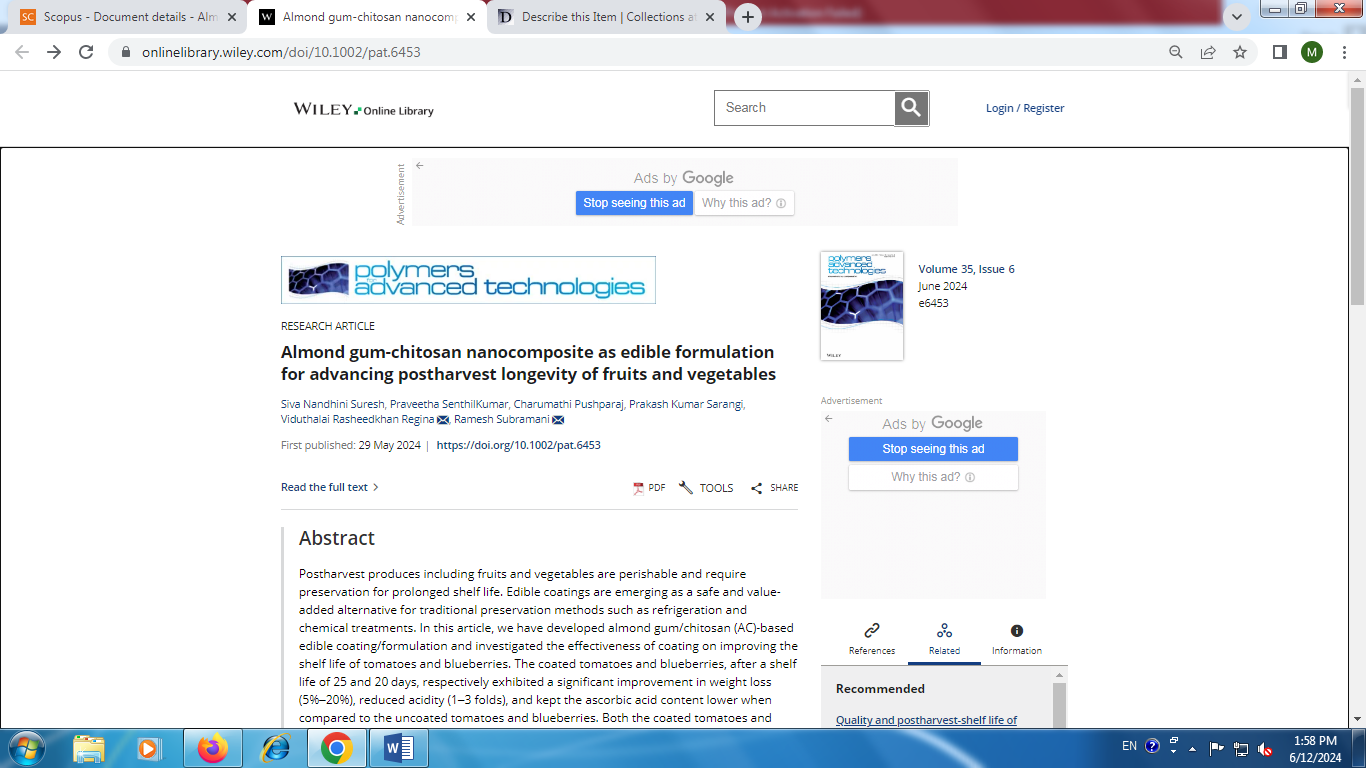 Scopus - Document details - Alm
Almond gum-chitosan nanocomp
Describe this Item | Collections at
onlinelibrary.wiley.com/doi/10.1002/pat.6453
M
WILEY Online Library
Search
Login / Register
Advertisement
Ads by Google
Stop seeing this ad
Why this ad?
polymers for advanced technologies
polymers
advanced
technologies
WILEY
Volume 35, Issue 6
June 2024
e6453
RESEARCH ARTICLE
Almond gum-chitosan nanocomposite as edible formulation
for advancing postharvest longevity of fruits and vegetables
Siva Nandhini Suresh, Praveetha SenthilKumar, Charumathi Pushparaj, Prakash Kumar Sarangi,
Viduthalai Rasheedkhan Regina, Ramesh Subramani
First published: 29 May 2024 | https://doi.org/10.1002/pat.6453
Read the full text
PDF
TOOLS
SHARE
Abstract
Postharvest produces including fruits and vegetables are perishable and require
preservation for prolonged shelf life. Edible coatings are emerging as a safe and value-
added alternative for traditional preservation methods such as refrigeration and
chemical treatments. In this article, we have developed almond gum/chitosan (AC)-based
edible coating/formulation and investigated the effectiveness of coating on improving the
shelf life of tomatoes and blueberries. The coated tomatoes and blueberries, after a shelf
life of 25 and 20 days, respectively exhibited a significant improvement in weight loss
(5%–20%), reduced acidity (1–3 folds), and kept the ascorbic acid content lower when
compared to the uncoated tomatoes and blueberries. Both the coated tomatoes and
Advertisement
Ads by Google
Stop seeing this ad
Why this ad?
References
Related
Information
Recommended
Quality and postharvest-shelf life of
EN
1:58 PM
6/12/2024